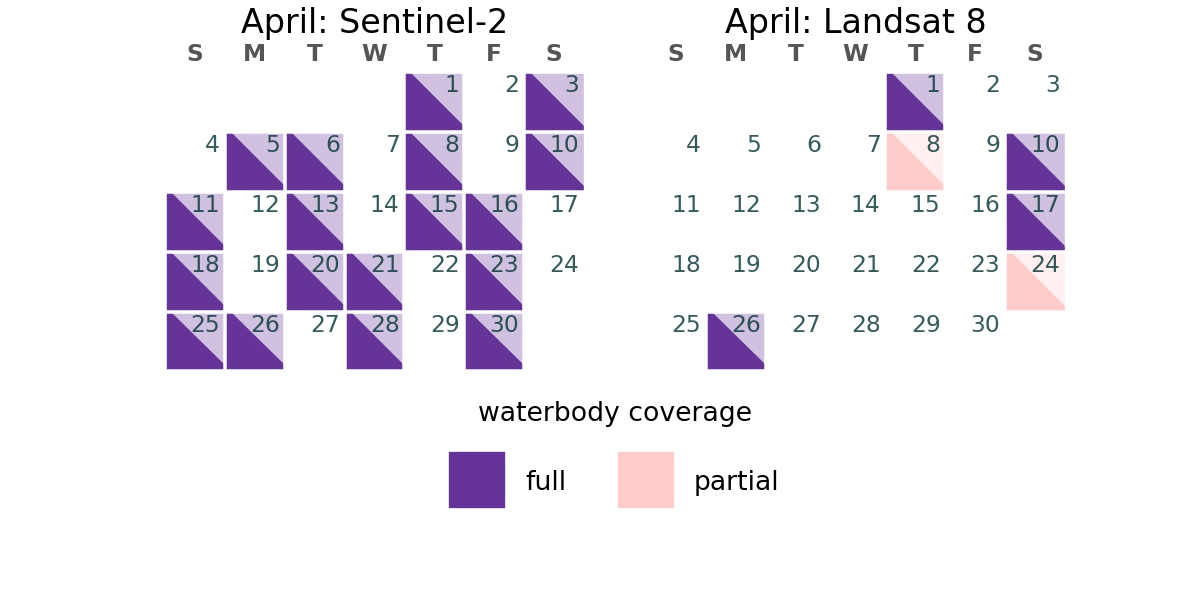 April: Sentinel-2
S M T W T F S
1 2 3
4 5 6 7 8 9 10
11 12 13 14 15 16 17
18 19 20 21 22 23 24
25 26 27 28 29 30
April: Landsat 8
S M T W T F S
1 2 3
4 5 6 7 8 9 10
11 12 13 14 15 16 17
18 19 20 21 22 23 24
25 26 27 28 29 30
waterbody coverage
full
partial